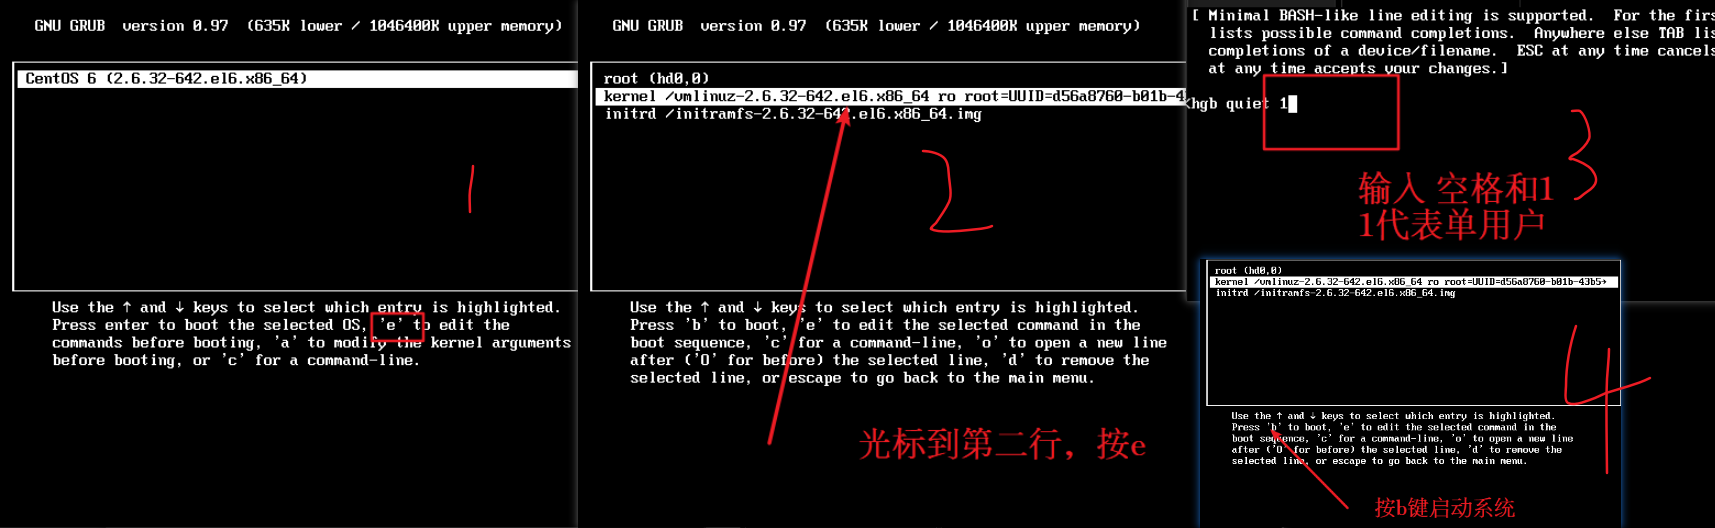 GNU GRUB  version 0.97  (635K lower / 1046400K upper memory)
CentOS 6 (2.6.32-642.el6.x86_64)
1
Use the ↑ and ↓ keys to select which entry is highlighted.
Press enter to boot the selected OS, 'e' to edit the
commands before booting, 'a' to modify the kernel arguments
before booting, or 'c' for a command-line.
GNU GRUB  version 0.97  (635K lower / 1046400K upper memory)
root (hd0,0)
kernel /vmlinuz-2.6.32-642.el6.x86_64 ro root=UUID=d56a8760-b01b-4
initrd /initramfs-2.6.32-642.el6.x86_64.img
2
Use the ↑ and ↓ keys to select which entry is highlighted.
Press 'b' to boot, 'e' to edit the selected command in the
boot sequence, 'c' for a command-line, 'o' to open a new line
after ('O' for before) the selected line, 'd' to remove the
selected line, or escape to go back to the main menu.
光标到第二行，按e
[ Minimal BASH-like line editing is supported.  For the firs
lists possible command completions.  Anywhere else TAB lis
completions of a device/filename.  ESC at any time cancels
at any time accepts your changes.]
<hgb quiet 1
3
输入 空格和1
1代表单用户
root (hd0,0)
kernel /vmlinuz-2.6.32-642.el6.x86_64 ro root=UUID=d56a8760-b01b-43b5→
initrd /initramfs-2.6.32-642.el6.x86_64.img
4
Use the ↑ and ↓ keys to select which entry is highlighted.
Press 'b' to boot, 'e' to edit the selected command in the
boot sequence, 'c' for a command-line, 'o' to open a new line
after ('O' for before) the selected line, 'd' to remove the
selected line, or escape to go back to the main menu.
按b键启动系统